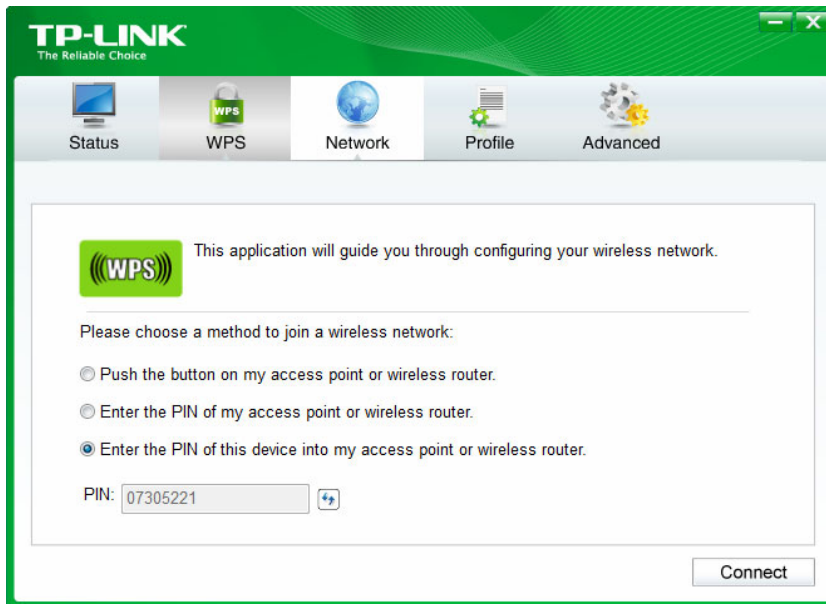 TP-LINK
The Reliable Choice
Status
WPS
WPS
Network
Profile
Advanced
(((WPS)))
This application will guide you through configuring your wireless network.
Please choose a method to join a wireless network:
Push the button on my access point or wireless router.
Enter the PIN of my access point or wireless router.
Enter the PIN of this device into my access point or wireless router.
PIN: 07305221
Connect